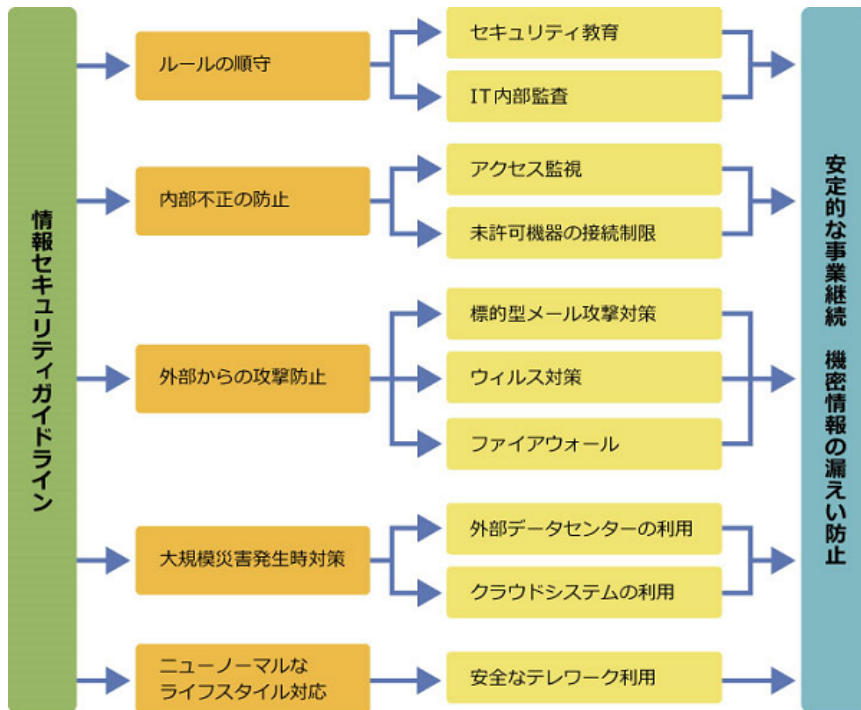 情報セキュリティガイドライン
ルールの順守
セキュリティ教育
IT内部監査
内部不正の防止
アクセス監視
未許可機器の接続制限
外部からの攻撃防止
標的型メール攻撃対策
ウィルス対策
ファイアウォール
大規模災害発生時対策
外部データセンターの利用
クラウドシステムの利用
ニューノーマルな
ライフスタイル対応
安全なテレワーク利用
安定的な事業継続 機密情報の漏えい防止